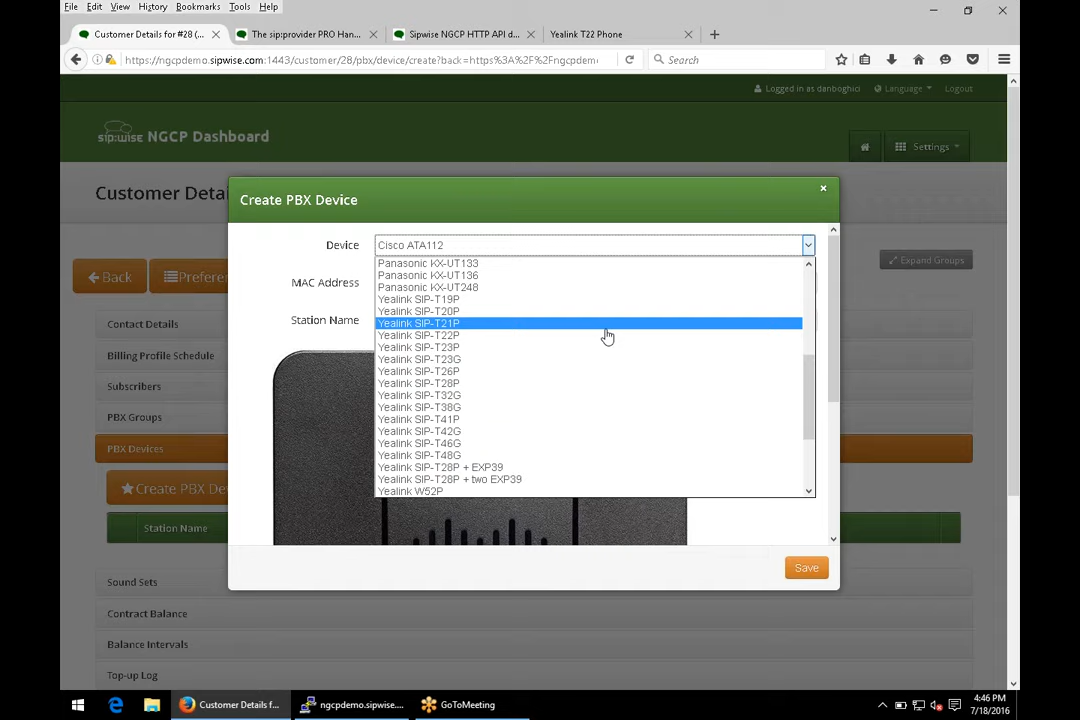 File Edit View History Bookmarks Tools Help
Customer Details for #28 (...
The sip:provider PRO Han...
Sipwise NGCP HTTP API d...
Yealink T22 Phone
https://ngcpdemo.sipwise.com:1443/customer/28/pbx/device/create?back=https%3A%2F%2Fngcpdemo
Search
Logged in as danboghici
Language
Logout
sip:wise NGCP Dashboard
Settings
Customer Detai
Create PBX Device
Back
Preferen
Expand Groups
Device
Cisco ATA112
MAC Address
Station Name
Panasonic KX-UT133
Panasonic KX-UT136
Panasonic KX-UT248
Yealink SIP-T19P
Yealink SIP-T20P
Yealink SIP-T21P
Yealink SIP-T22P
Yealink SIP-T23P
Yealink SIP-T23G
Yealink SIP-T26P
Yealink SIP-T28P
Yealink SIP-T32G
Yealink SIP-T38G
Yealink SIP-T41P
Yealink SIP-T42G
Yealink SIP-T46G
Yealink SIP-T48G
Yealink SIP-T28P + EXP39
Yealink SIP-T28P + two EXP39
Yealink W52P
Contact Details
Billing Profile Schedule
Subscribers
PBX Groups
PBX Devices
Create PBX De
Station Name
Save
Sound Sets
Contract Balance
Balance Intervals
Top-up Log
Customer Details f...
ngcpdemo.sipwise....
GoToMeeting
4:46 PM
7/18/2016